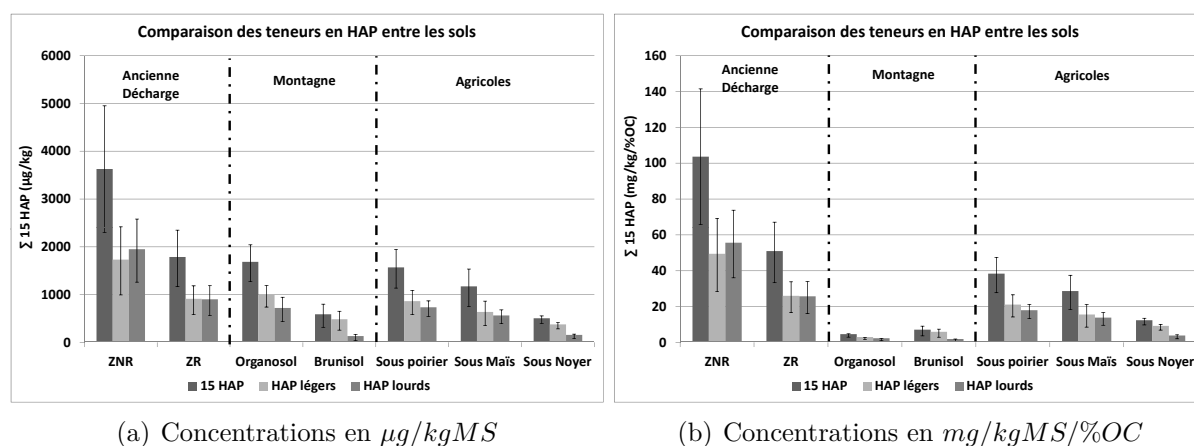 Comparaison des teneurs en HAP entre les sols
6000
5000
4000
3000
2000
1000
0
Σ 15 HAP (µg/kg)
Ancienne
Décharge
Montagne
Agricoles
ZNR ZR Organosol Brunisol Sous poirier Sous Maïs Sous Noyer
15 HAP HAP légers HAP lourds
(a) Concentrations en µg/kgMS
Comparaison des teneurs en HAP entre les sols
160
140
120
100
80
60
40
20
0
Σ 15 HAP (mg/kg/%OC)
Ancienne
Décharge
Montagne
Agricoles
ZNR ZR Organosol Brunisol Sous poirier Sous Maïs Sous Noyer
15 HAP HAP légers HAP lourds
(b) Concentrations en mg/kgMS/%OC